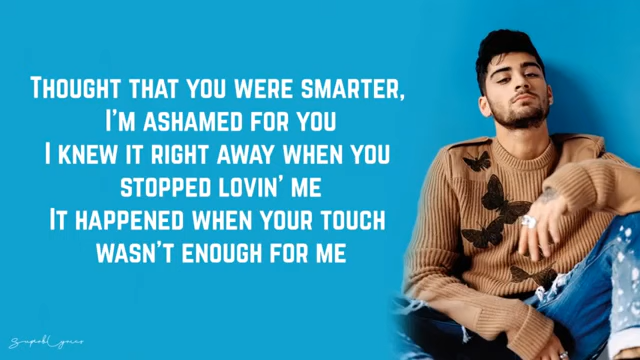 THOUGHT THAT YOU WERE SMARTER,
I'M ASHAMED FOR YOU
I KNEW IT RIGHT AWAY WHEN YOU
STOPPED LOVIN' ME
IT HAPPENED WHEN YOUR TOUCH
WASN'T ENOUGH FOR ME